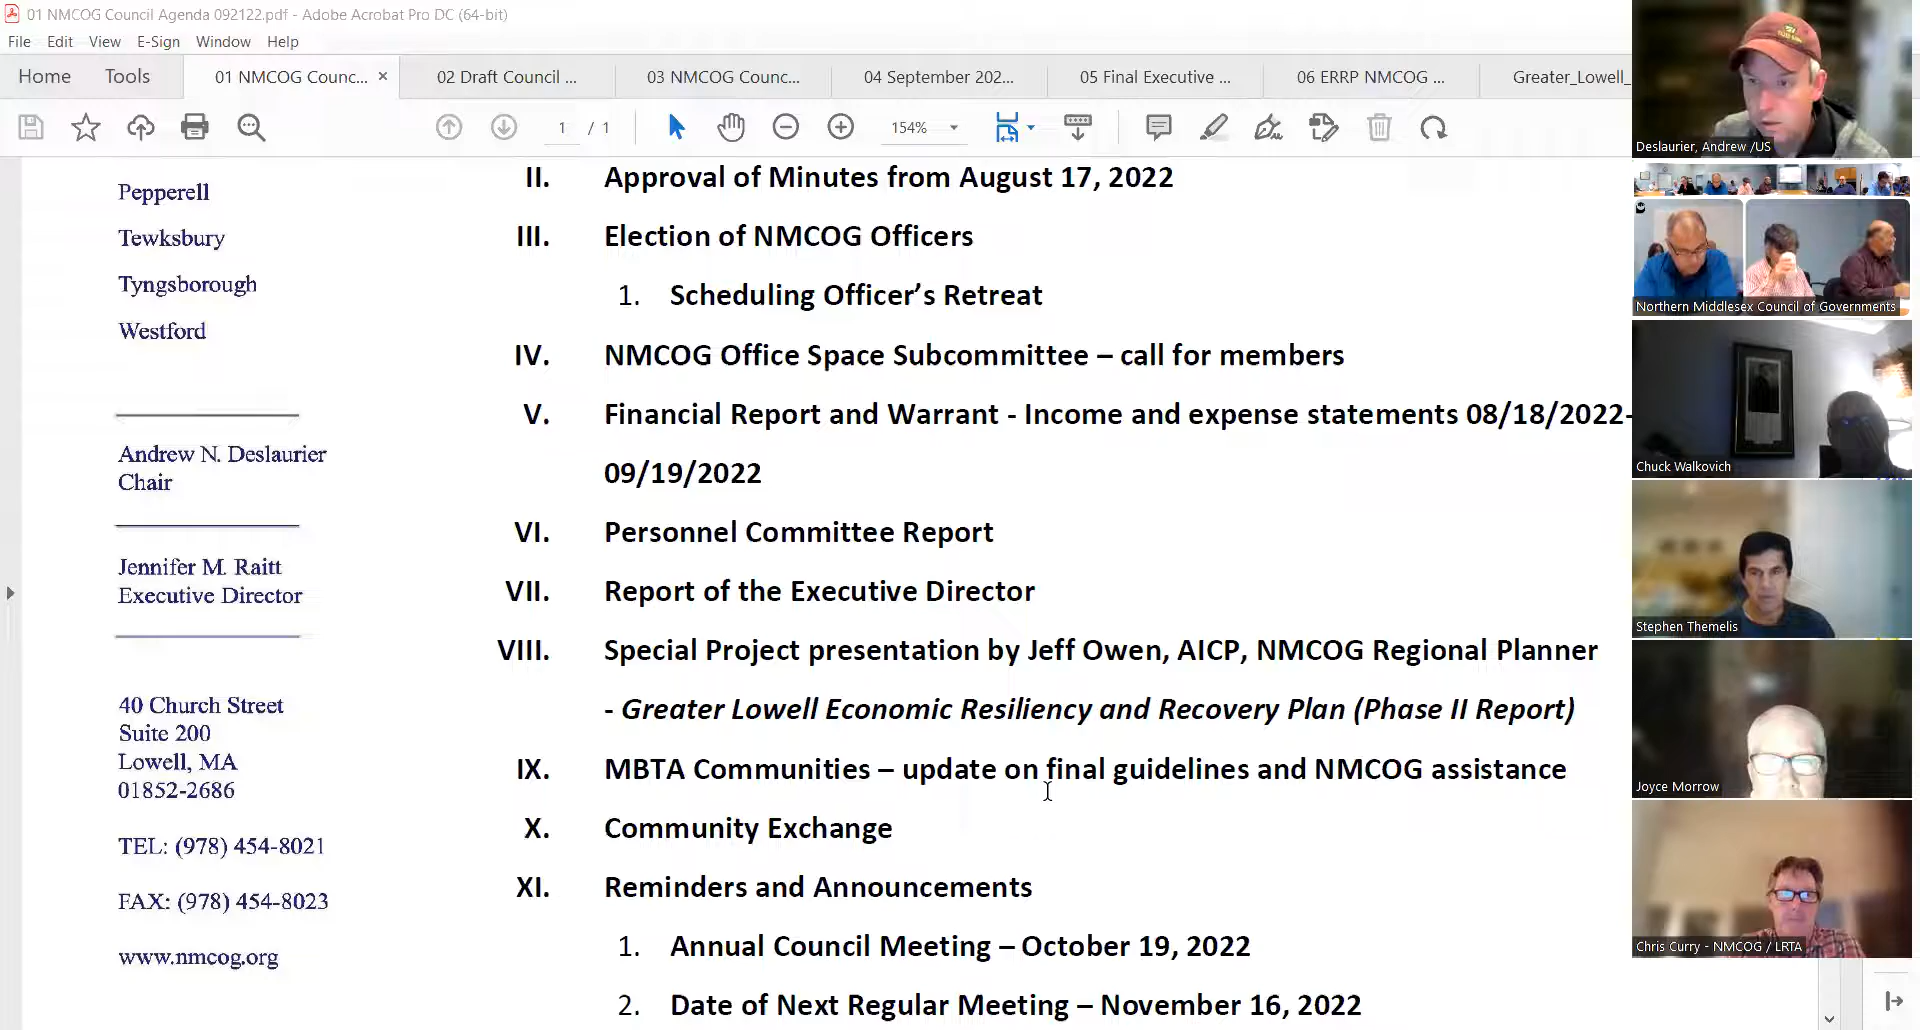 01 NMCOG Council Agenda 092122.pdf - Adobe Acrobat Pro DC (64-bit)
File Edit View E-Sign Window Help
Home Tools 01 NMCOG Counc... × 02 Draft Council ... 03 NMCOG Counc... 04 September 202... 05 Final Executive ... 06 ERRP NMCOG ... Greater_Lowell_
1 / 1 154%
Pepperell
Tewksbury
Tyngsborough
Westford
Andrew N. Deslaurier
Chair
Jennifer M. Raitt
Executive Director
40 Church Street
Suite 200
Lowell, MA
01852-2686
TEL: (978) 454-8021
FAX: (978) 454-8023
www.nmcog.org
II. Approval of Minutes from August 17, 2022
III. Election of NMCOG Officers
1. Scheduling Officer’s Retreat
IV. NMCOG Office Space Subcommittee – call for members
V. Financial Report and Warrant - Income and expense statements 08/18/2022-
09/19/2022
VI. Personnel Committee Report
VII. Report of the Executive Director
VIII. Special Project presentation by Jeff Owen, AICP, NMCOG Regional Planner
- Greater Lowell Economic Resiliency and Recovery Plan (Phase II Report)
IX. MBTA Communities – update on final guidelines and NMCOG assistance
X. Community Exchange
XI. Reminders and Announcements
1. Annual Council Meeting – October 19, 2022
2. Date of Next Regular Meeting – November 16, 2022
Deslaurier, Andrew /US
Northern Middlesex Council of Governments
Chuck Walkovich
Stephen Themelis
Joyce Morrow
Chris Curry - NMCOG / LRTA